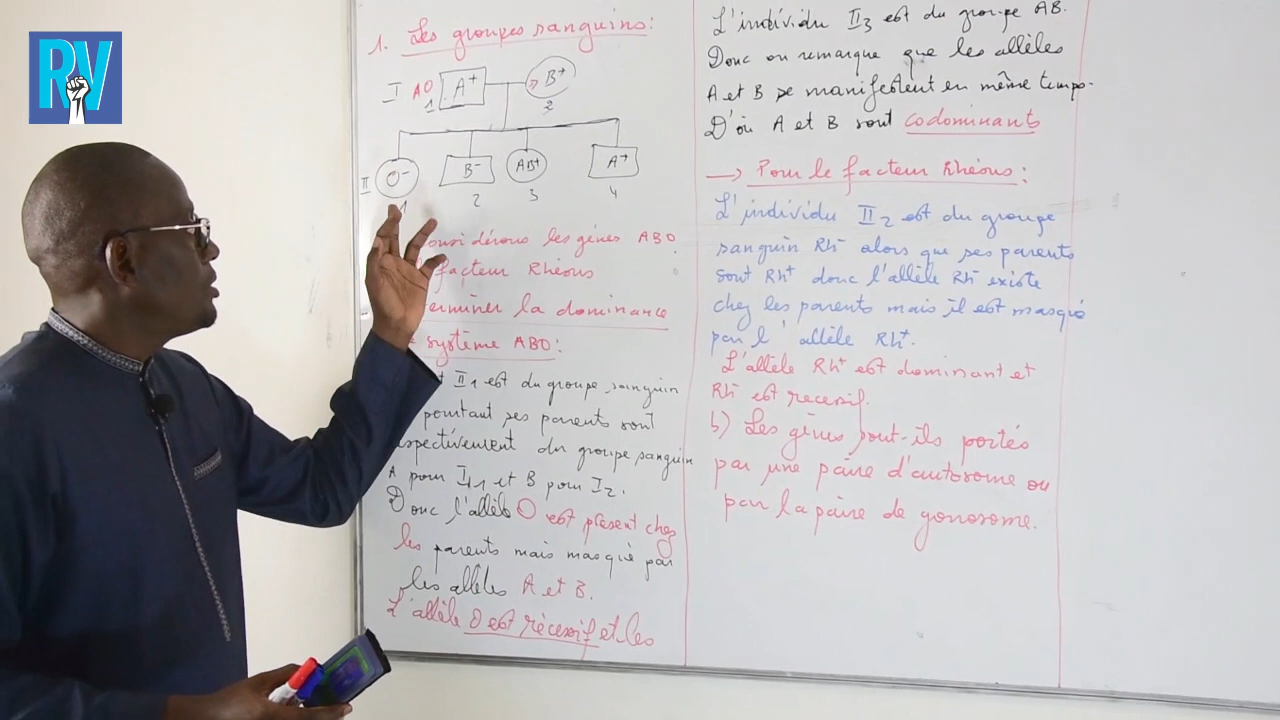 RV
1. Les groupes sanguins:
I AO A+ B+
1 2
II O- B- AB+ A+
1 2 3 4
dérons les gènes ABO
facteur Rhésus
erminer la dominance
système ABO:
II1 est du groupe sanguin
pourtant ses parents sont
spectivement du groupe sanguin
A pour I1 et B pour I2.
Donc l'allèle O est présent chez
les parents mais masqué par
les allèles A et B.
L'allèle O est récessif et les
L'individu II3 est du groupe AB.
Donc on remarque que les allèles
A et B se manifestent en même temps.
D'où A et B sont codominants
→ Pour le facteur Rhésus:
L'individu II2 est du groupe
sanguin Rh- alors que ses parents
sont Rh+ donc l'allèle Rh- existe
chez les parents mais il est masqué
par l'allèle Rh+.
L'allèle Rh+ est dominant et
Rh- est recessif.
b) Les gènes sont-ils portés
par une paire d'autosome ou
par la paire de gonosome.